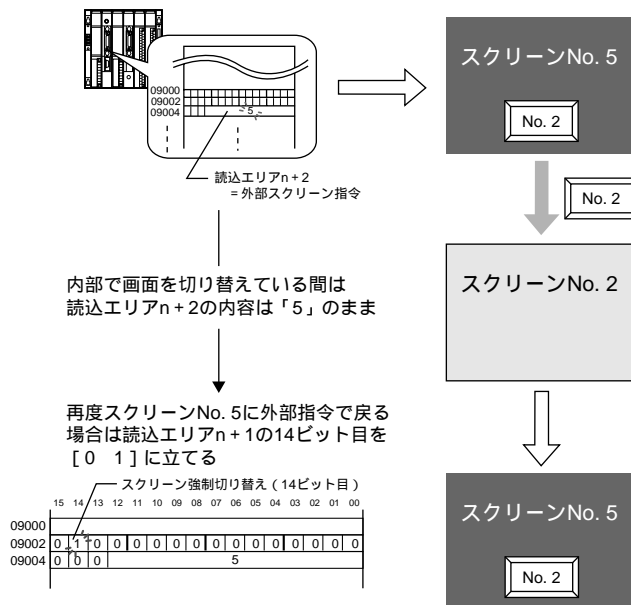 スクリーンNo. 5
No. 2
09000
09002
09004
5
読込エリアn+2
=外部スクリーン指令
No. 2
内部で画面を切り替えている間は
読込エリアn+2の内容は「5」のまま
スクリーンNo. 2
再度スクリーンNo. 5に外部指令で戻る
場合は読込エリアn+1の14ビット目を
[0 1]に立てる
スクリーン強制切り替え(14ビット目)
15 14 13 12 11 10 09 08 07 06 05 04 03 02 01 00
09000
09002 0 1 0 0 0 0 0 0 0 0 0 0 0 0 0 0
09004 0 0 0 5
スクリーンNo. 5
No. 2